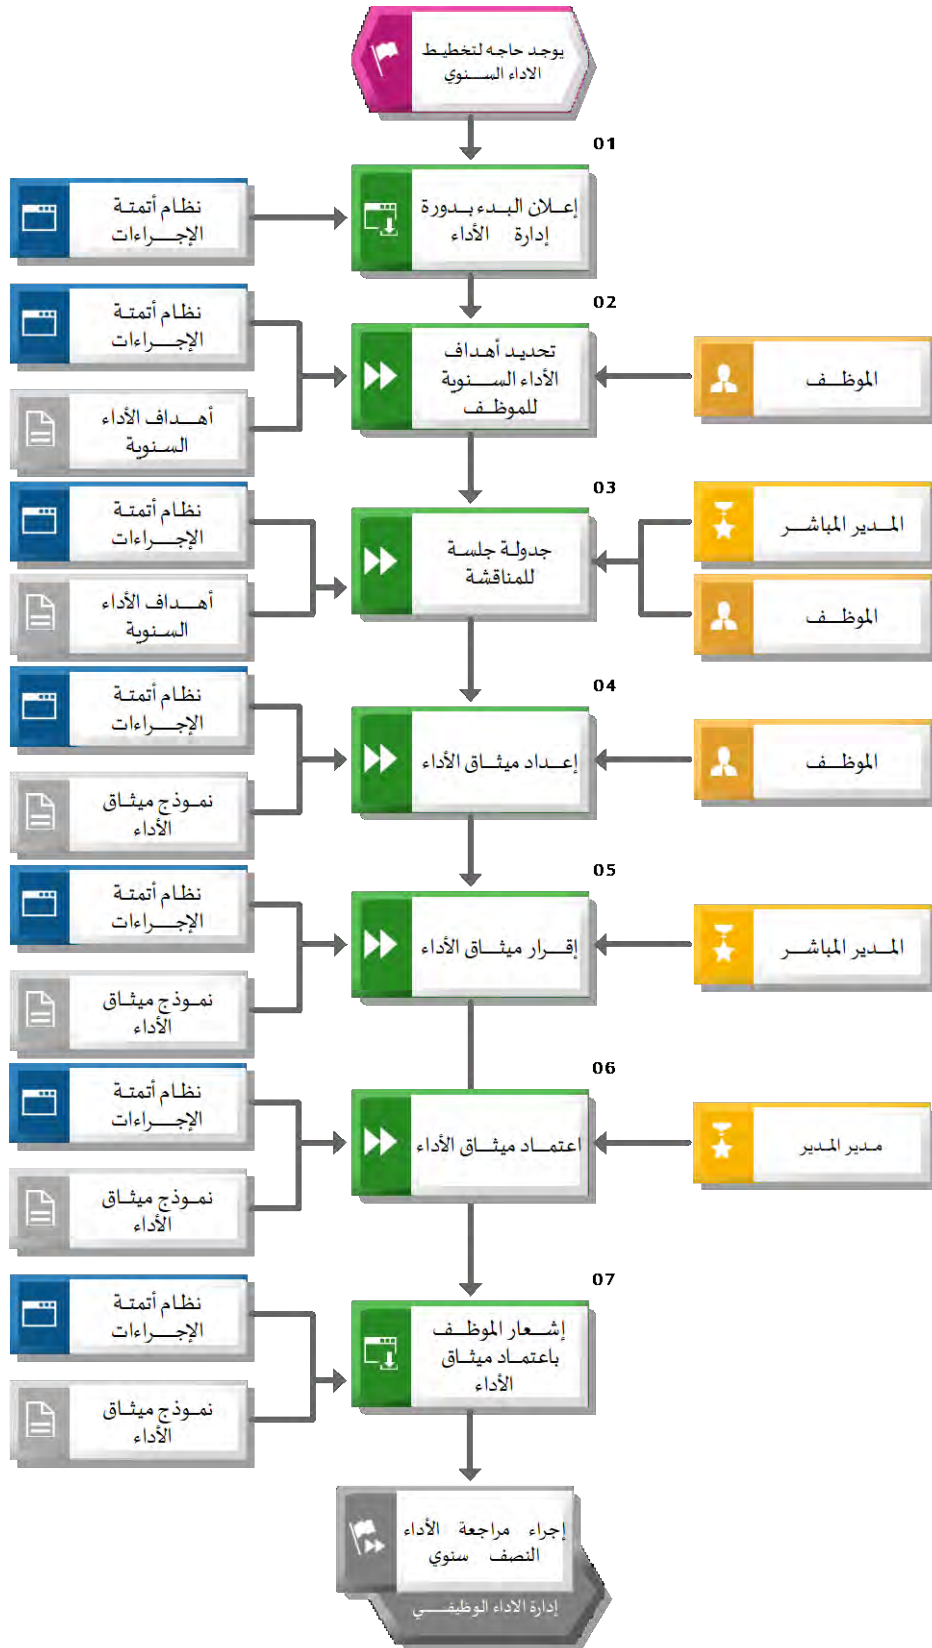 يوجد حاجه لتخطيط
الاداء السنوي
01
إعلان البدء بدورة
إدارة الأداء
نظام أتمتة
الإجراءات
02
تحديد أهداف
الأداء السنوية
للموظف
الموظف
نظام أتمتة
الإجراءات
أهداف الأداء
السنوية
03
جدولة جلسة
للمناقشة
المدير المباشر
الموظف
نظام أتمتة
الإجراءات
أهداف الأداء
السنوية
04
إعداد ميثاق الأداء
الموظف
نظام أتمتة
الإجراءات
نموذج ميثاق
الأداء
05
إقرار ميثاق الأداء
المدير المباشر
نظام أتمتة
الإجراءات
نموذج ميثاق
الأداء
06
اعتماد ميثاق الأداء
مدير المدير
نظام أتمتة
الإجراءات
نموذج ميثاق
الأداء
07
إشعار الموظف
باعتماد ميثاق
الأداء
نظام أتمتة
الإجراءات
نموذج ميثاق
الأداء
إجراء مراجعة الأداء
النصف سنوي
إدارة الاداء الوظيفي